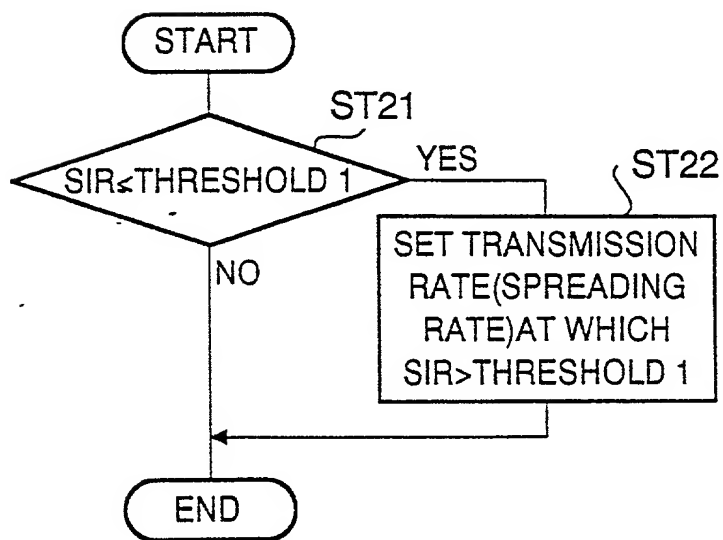 START
ST21
SIR≤THRESHOLD 1
YES
ST22
SET TRANSMISSION
RATE(SPREADING
RATE)AT WHICH
SIR>THRESHOLD 1
NO
END